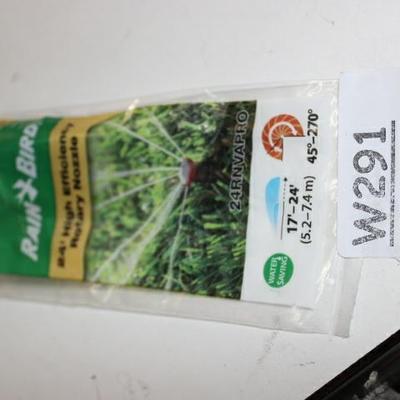 RAIN BIRD
24' High Efficiency
Rotary Nozzle
24RNVAPRO
45°-270°
17'-24'
(5.2-7.4 m)
WATER
SAVING
W291